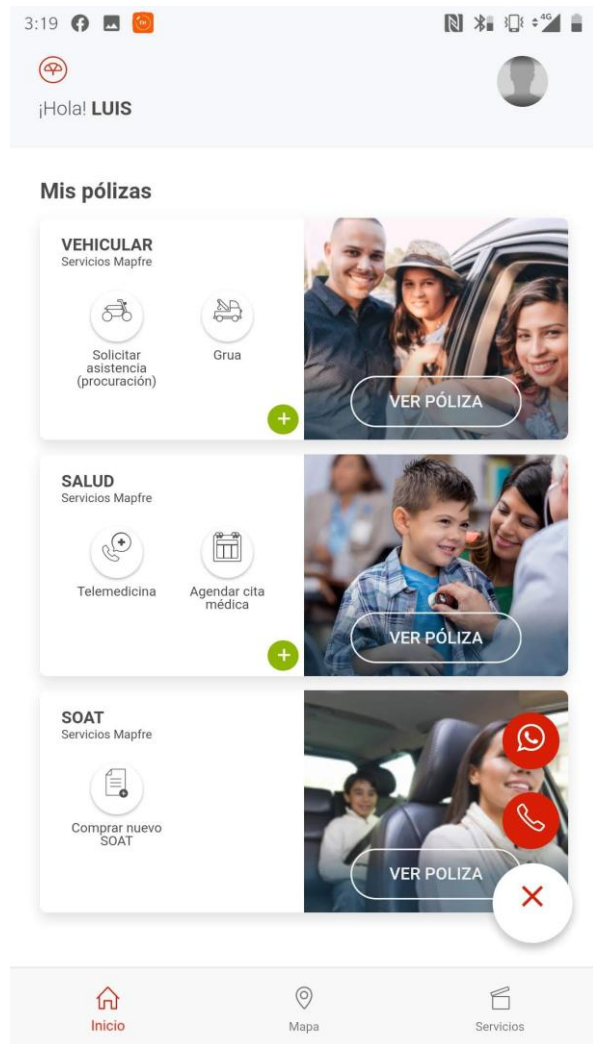 3:19
4G
¡Hola! LUIS
Mis pólizas
VEHICULAR
Servicios Mapfre
Solicitar
asistencia
(procuración)
Grua
VER PÓLIZA
SALUD
Servicios Mapfre
Telemedicina
Agendar cita
médica
VER PÓLIZA
SOAT
Servicios Mapfre
Comprar nuevo
SOAT
VER POLIZA
Inicio
Mapa
Servicios